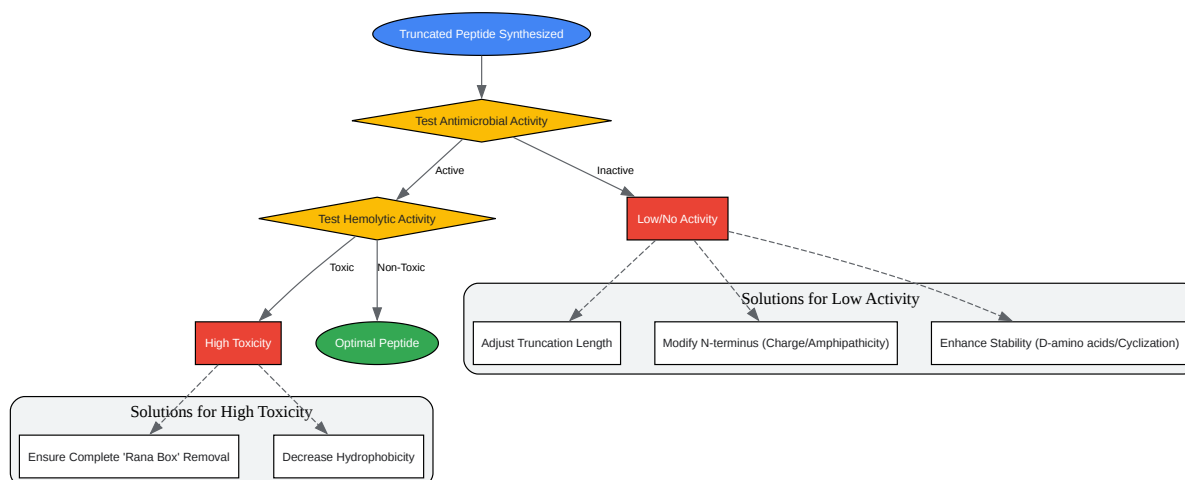 Truncated Peptide Synthesized
Test Antimicrobial Activity
Active
Inactive
Test Hemolytic Activity
Low/No Activity
Toxic
Non-Toxic
Solutions for Low Activity
High Toxicity
Optimal Peptide
Adjust Truncation Length
Modify N-terminus (Charge/Amphipathicity)
Enhance Stability (D-amino acids/Cyclization)
Solutions for High Toxicity
Ensure Complete 'Rana Box' Removal
Decrease Hydrophobicity